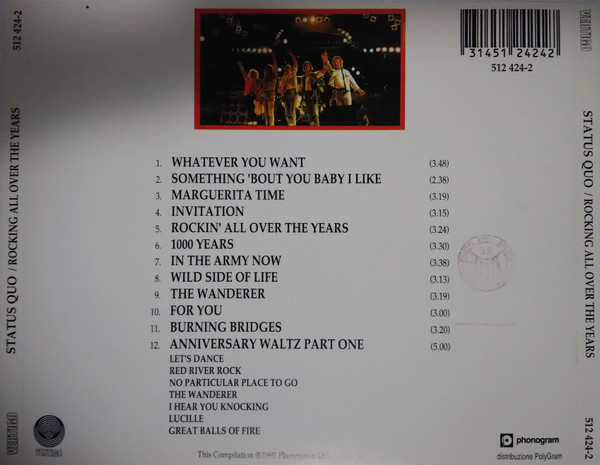 VERTIGO
512 424-2
STATUS QUO / ROCKING ALL OVER THE YEARS
VERTIGO
31451 24242
512 424-2
1. WHATEVER YOU WANT (3.48)
2. SOMETHING 'BOUT YOU BABY I LIKE (2.38)
3. MARGUERITA TIME (3.19)
4. INVITATION (3.15)
5. ROCKIN' ALL OVER THE YEARS (3.24)
6. 1000 YEARS (3.30)
7. IN THE ARMY NOW (3.38)
8. WILD SIDE OF LIFE (3.13)
9. THE WANDERER (3.19)
10. FOR YOU (3.00)
11. BURNING BRIDGES (3.20)
12. ANNIVERSARY WALTZ PART ONE (5.00)
LET'S DANCE
RED RIVER ROCK
NO PARTICULAR PLACE TO GO
THE WANDERER
I HEAR YOU KNOCKING
LUCILLE
GREAT BALLS OF FIRE
This Compilation ℗ 1992 Phonogram
VERTIGO
phonogram
distribuzione PolyGram
VERTIGO
STATUS QUO / ROCKING ALL OVER THE YEARS
512 424-2